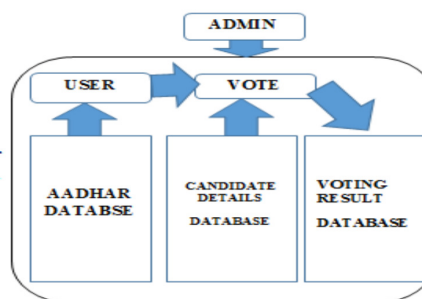 ADMIN
USER
VOTE
AADHAR
DATABSE
CANDIDATE
DETAILS
DATABASE
VOTING
RESULT
DATABASE